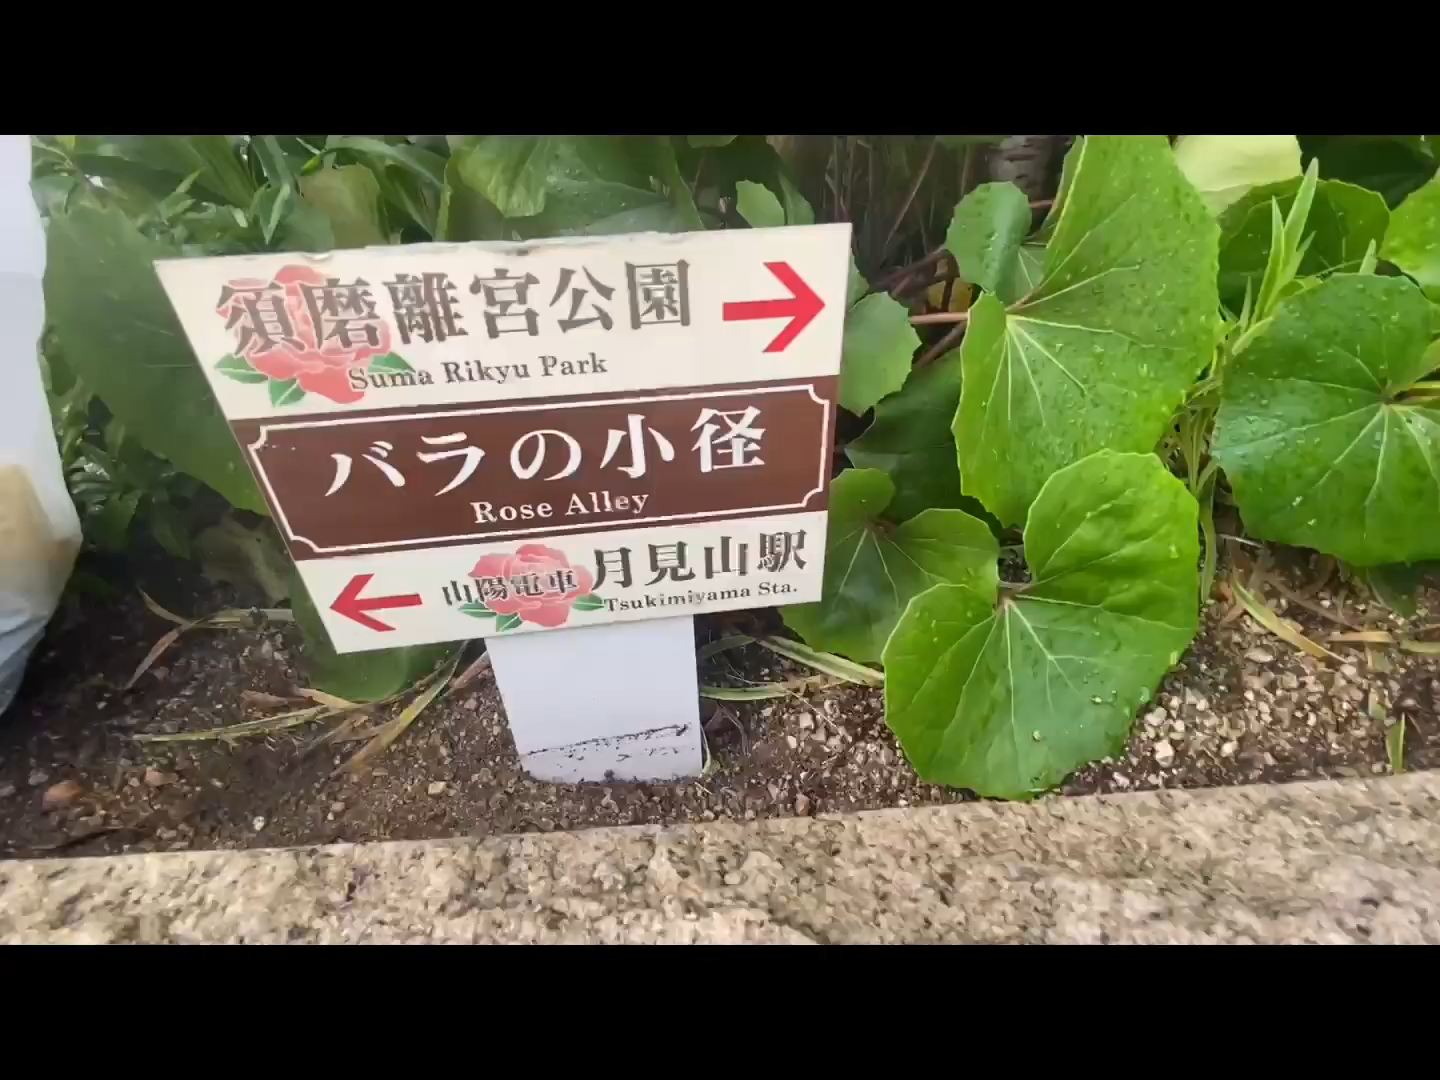 須磨離宮公園
Suma Rikyu Park
バラの小径
Rose Alley
山陽電車 月見山駅
Tsukimiyama Sta.